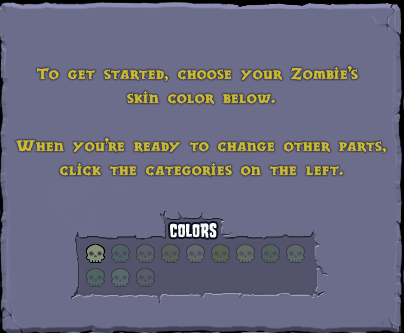 To get started, choose your Zombie's
skin color below.
When you're ready to change other parts,
click the categories on the left.
COLORS